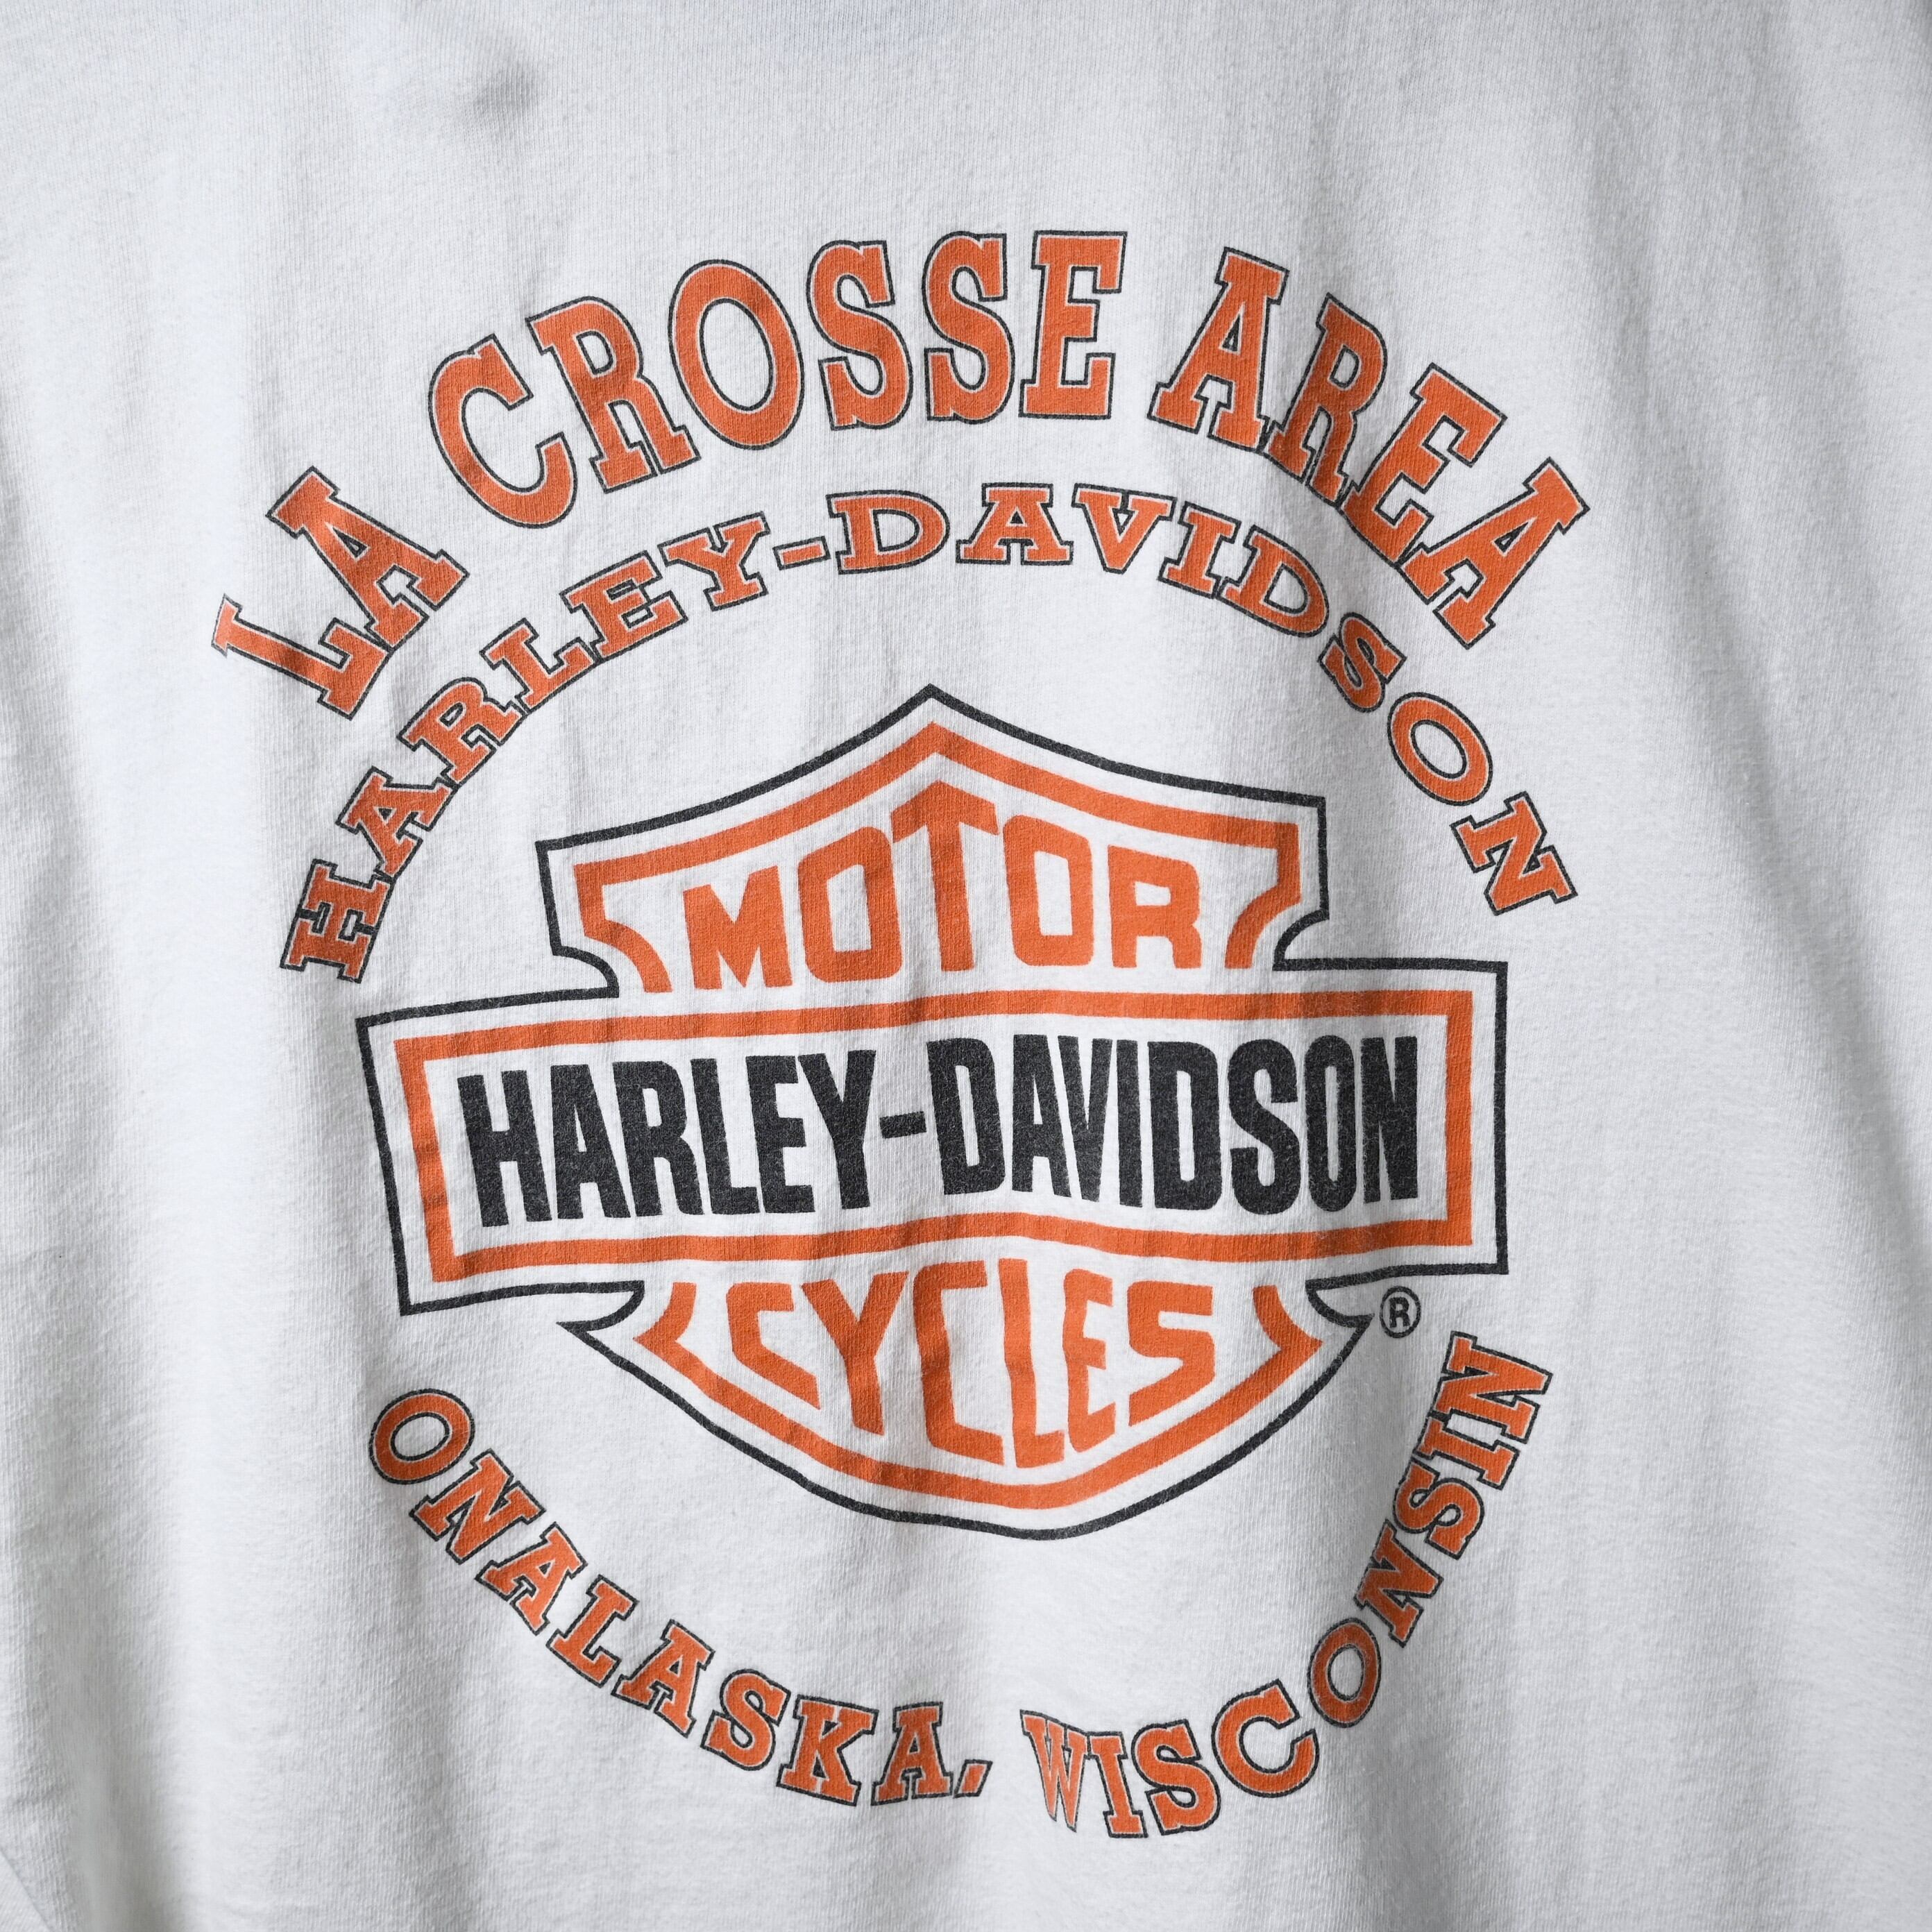 LA CROSSE AREA
HARLEY-DAVIDSON
MOTOR
HARLEY-DAVIDSON
CYCLES
®
ONALASKA, WISCONSIN